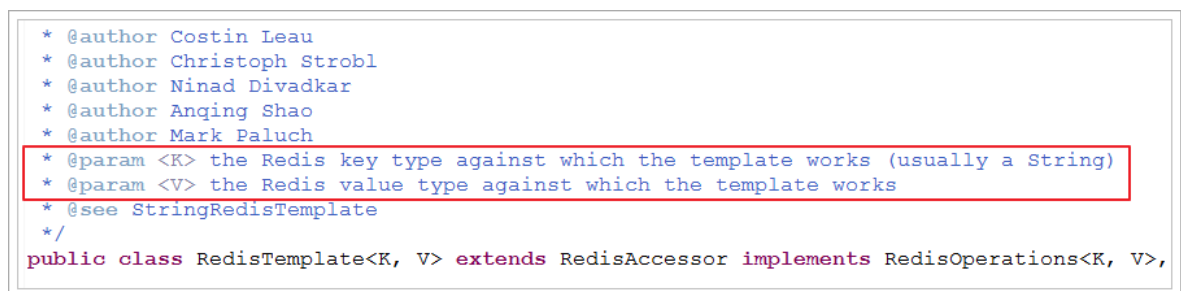 * @author Costin Leau
* @author Christoph Strobl
* @author Ninad Divadkar
* @author Anqing Shao
* @author Mark Paluch
* @param <K> the Redis key type against which the template works (usually a String)
* @param <V> the Redis value type against which the template works
* @see StringRedisTemplate
*/
public class RedisTemplate<K, V> extends RedisAccessor implements RedisOperations<K, V>,